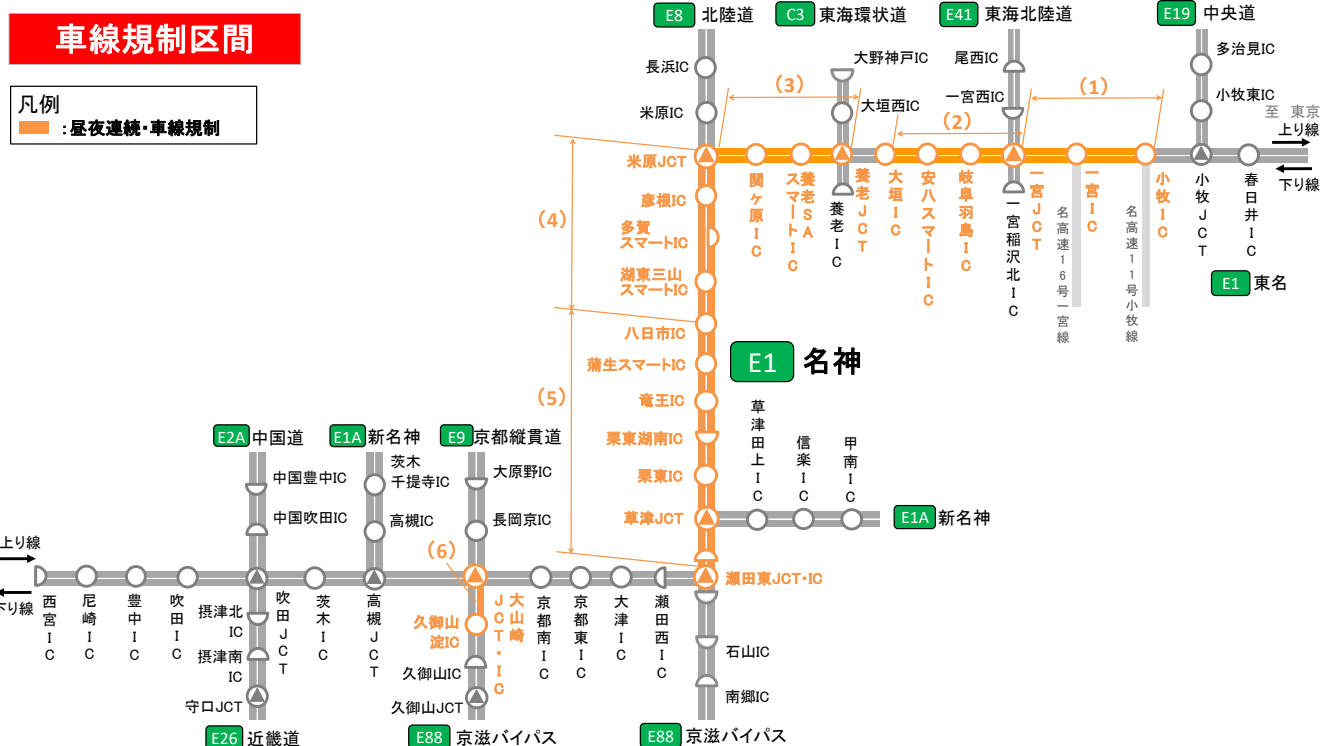 車線規制区間
凡例
：昼夜連続・車線規制
E8 北陸道
C3 東海環状道
E41 東海北陸道
E19 中央道
長浜IC
米原IC
大野神戸IC
大垣西IC
尾西IC
一宮西IC
多治見IC
小牧東IC
至 東京
上り線
下り線
（3）
（2）
（1）
米原JCT
関ヶ原IC
養老SA
スマートIC
養老IC
養老JCT
大垣IC
安八スマートIC
岐阜羽島IC
一宮稲沢北IC
一宮JCT
名高速16号一宮線
一宮IC
名高速11号小牧線
小牧IC
小牧JCT
春日井IC
E1 東名
（4）
彦根IC
多賀
スマートIC
湖東三山
スマートIC
（5）
八日市IC
蒲生スマートIC
竜王IC
栗東湖南IC
栗東IC
草津JCT
E1 名神
草津田上IC
信楽IC
甲南IC
E1A 新名神
E2A 中国道
E1A 新名神
E9 京都縦貫道
中国豊中IC
中国吹田IC
茨木
千提寺IC
高槻IC
大原野IC
長岡京IC
（6）
上り線
下り線
西宮IC
尼崎IC
豊中IC
吹田IC
吹田JCT
茨木IC
高槻JCT
大山崎
JCT・IC
京都南IC
京都東IC
大津IC
瀬田西IC
瀬田東JCT・IC
摂津北
IC
摂津南
IC
守口JCT
久御山
淀IC
久御山IC
久御山JCT
石山IC
南郷IC
E26 近畿道
E88 京滋バイパス
E88 京滋バイパス